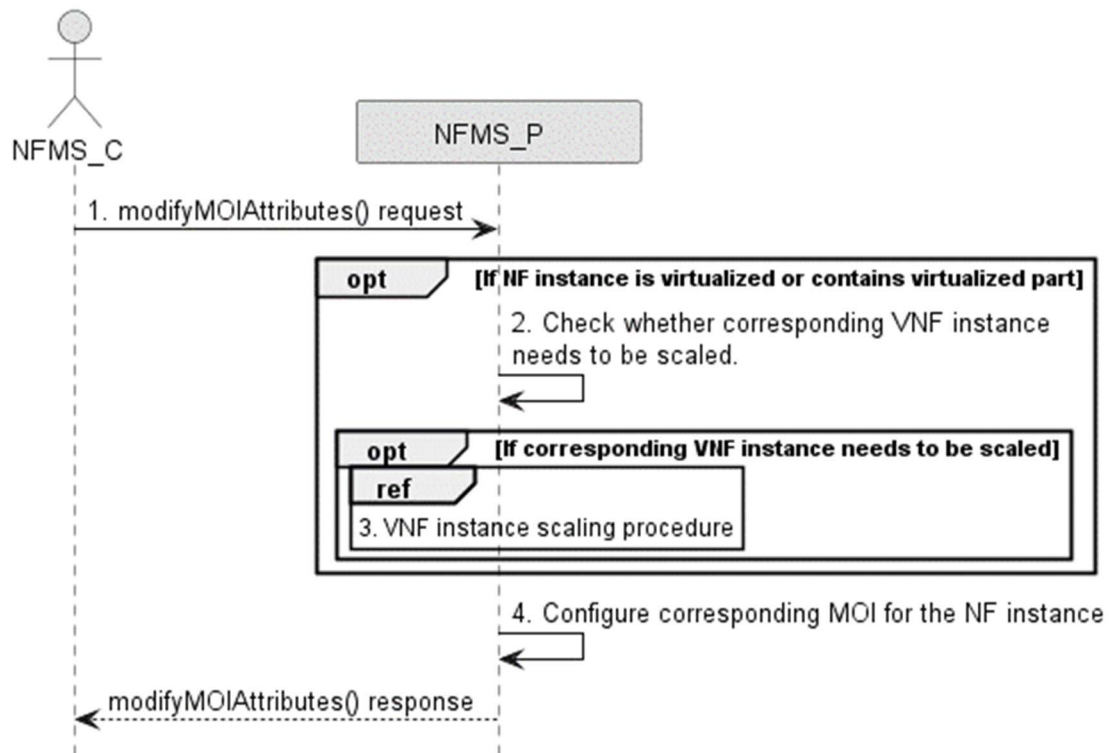 NFMS_C
NFMS_P
1. modifyMOIAttributes() request
opt [If NF instance is virtualized or contains virtualized part]
2. Check whether corresponding VNF instance
needs to be scaled.
opt [If corresponding VNF instance needs to be scaled]
ref
3. VNF instance scaling procedure
4. Configure corresponding MOI for the NF instance
modifyMOIAttributes() response